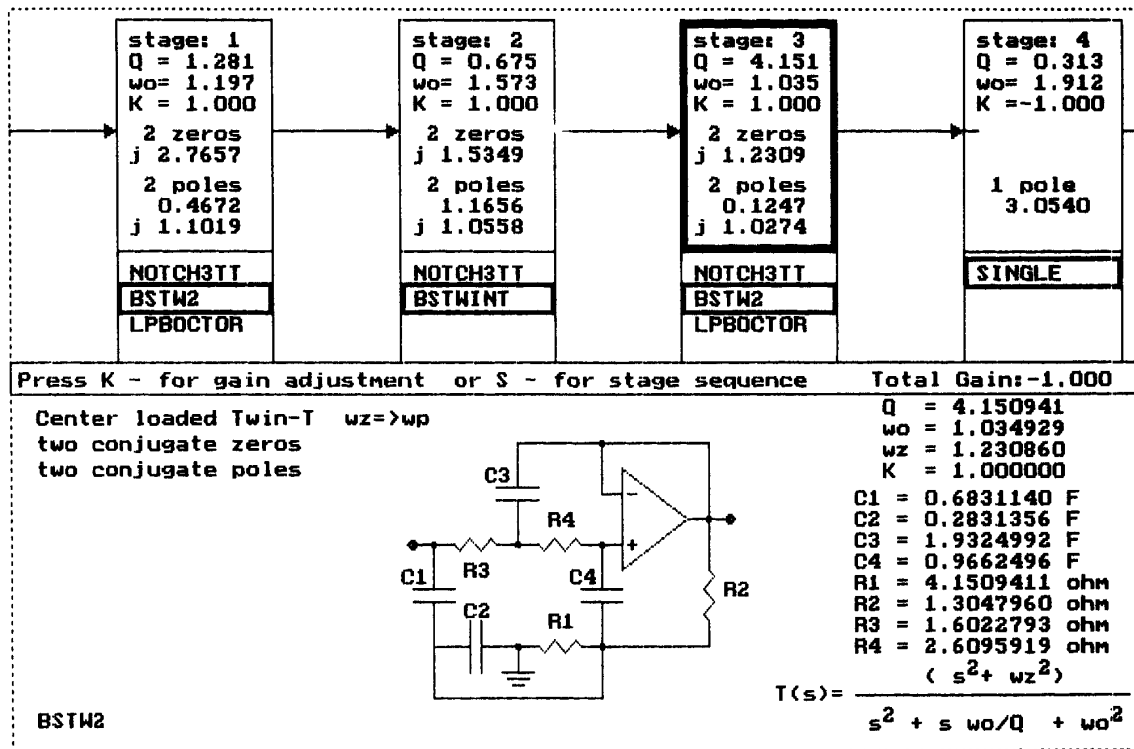 stage: 1
Q = 1.281
wo= 1.197
K = 1.000
2 zeros
j 2.7657
2 poles
0.4672
j 1.1019
NOTCH3TT
BSTW2
LPBOCTOR
stage: 2
Q = 0.675
wo= 1.573
K = 1.000
2 zeros
j 1.5349
2 poles
1.1656
j 1.0558
NOTCH3TT
BSTWINT
stage: 3
Q = 4.151
wo= 1.035
K = 1.000
2 zeros
j 1.2309
2 poles
0.1247
j 1.0274
NOTCH3TT
BSTW2
LPBOCTOR
stage: 4
Q = 0.313
wo= 1.912
K =-1.000
1 pole
3.0540
SINGLE
Press K - for gain adjustment or S - for stage sequence
Total Gain:-1.000
Center loaded Twin-T wz=>wp
two conjugate zeros
two conjugate poles
C3
R4
R3
C1
C4
C2
R1
R2
-
+
Q = 4.150941
wo = 1.034929
wz = 1.230860
K = 1.000000
C1 = 0.6831140 F
C2 = 0.2831356 F
C3 = 1.9324992 F
C4 = 0.9662496 F
R1 = 4.1509411 ohm
R2 = 1.3047960 ohm
R3 = 1.6022793 ohm
R4 = 2.6095919 ohm
( s²+ wz²)
T(s)=
s² + s wo/Q + wo²
BSTW2